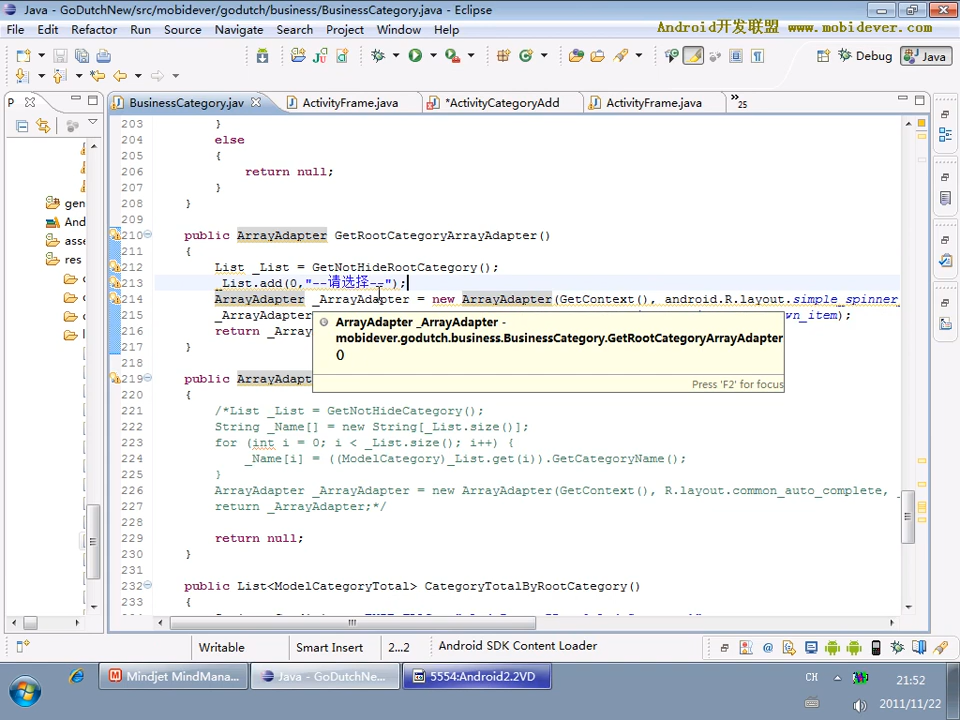 Java - GoDutchNew/src/mobidever/godutch/business/BusinessCategory.java - Eclipse
File Edit Refactor Run Source Navigate Search Project Window Help
Android开发联盟 www.mobidever.com
Debug Java
P BusinessCategory.jav ActivityFrame.java *ActivityCategoryAdd ActivityFrame.java »25
203 }
204 else
205 {
206 return null;
207 }
208 }
209
210 public ArrayAdapter GetRootCategoryArrayAdapter()
211 {
212 List _List = GetNotHideRootCategory();
213 _List.add(0,"--请选择--");
214 ArrayAdapter _ArrayAdapter = new ArrayAdapter(GetContext(), android.R.layout.simple_spinner_
215 _ArrayAdapter wn_item);
216 return _Array
217 }
218
219 public ArrayAdapt
220 {
221 /*List _List = GetNotHideCategory();
222 String _Name[] = new String[_List.size()];
223 for (int i = 0; i < _List.size(); i++) {
224 _Name[i] = ((ModelCategory)_List.get(i)).GetCategoryName();
225 }
226 ArrayAdapter _ArrayAdapter = new ArrayAdapter(GetContext(), R.layout.common_auto_complete, _
227 return _ArrayAdapter;*/
228
229 return null;
230 }
231
232 public List<ModelCategoryTotal> CategoryTotalByRootCategory()
233 {
ArrayAdapter _ArrayAdapter -
mobidever.godutch.business.BusinessCategory.GetRootCategoryArrayAdapter
()
Press 'F2' for focus
gen
And
asse
res
Writable Smart Insert 2...2 Android SDK Content Loader
Mindjet MindMana... Java - GoDutchNe... 5554:Android2.2VD
CH 21:52
2011/11/22